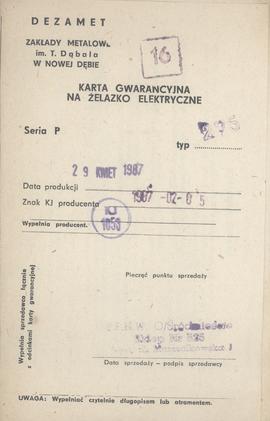 DEZAMET
ZAKŁADY METALOWE
im. T. Dąbala
W NOWEJ DĘBIE
16
KARTA GWARANCYJNA
NA ŻELAZKO ELEKTRYCZNE
Seria P
typ
29 KWIET 1987
Data produkcji
1987 -02- 05
Znak KJ producenta
1053
Wypełnia producent.
Wypełnia sprzedawca łącznie
z odcinkami karty gwarancyjnej
Pieczęć punktu sprzedaży
Data sprzedaży – podpis sprzedawcy
UWAGA: Wypełniać czytelnie długopisem lub atramentem.